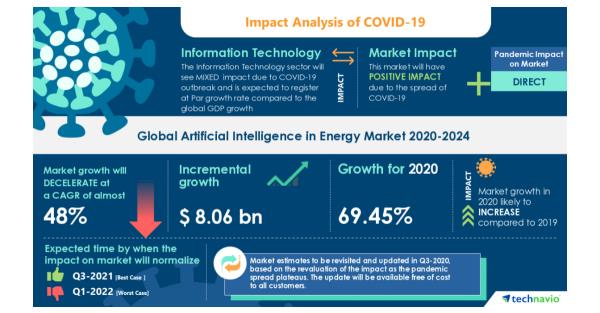 Impact Analysis of COVID-19
Information Technology
The Information Technology sector will
see MIXED impact due to COVID-19
outbreak and is expected to register
at Par growth rate compared to the
global GDP growth
IMPACT
Market Impact
This market will have
POSITIVE IMPACT
due to the spread of
COVID-19
Pandemic Impact
on Market
DIRECT
Global Artificial Intelligence in Energy Market 2020-2024
Market growth will
DECELERATE at
a CAGR of almost
48%
Incremental
growth
$ 8.06 bn
Growth for 2020
69.45%
IMPACT
Market growth in
2020 likely to
INCREASE
compared to 2019
Expected time by when the
impact on market will normalize
Q3-2021 [Best Case ]
Q1-2022 [Worst Case]
Market estimates to be revisited and updated in Q3-2020,
based on the revaluation of the impact as the pandemic
spread plateaus. The update will be available free of cost
to all customers.
technavio